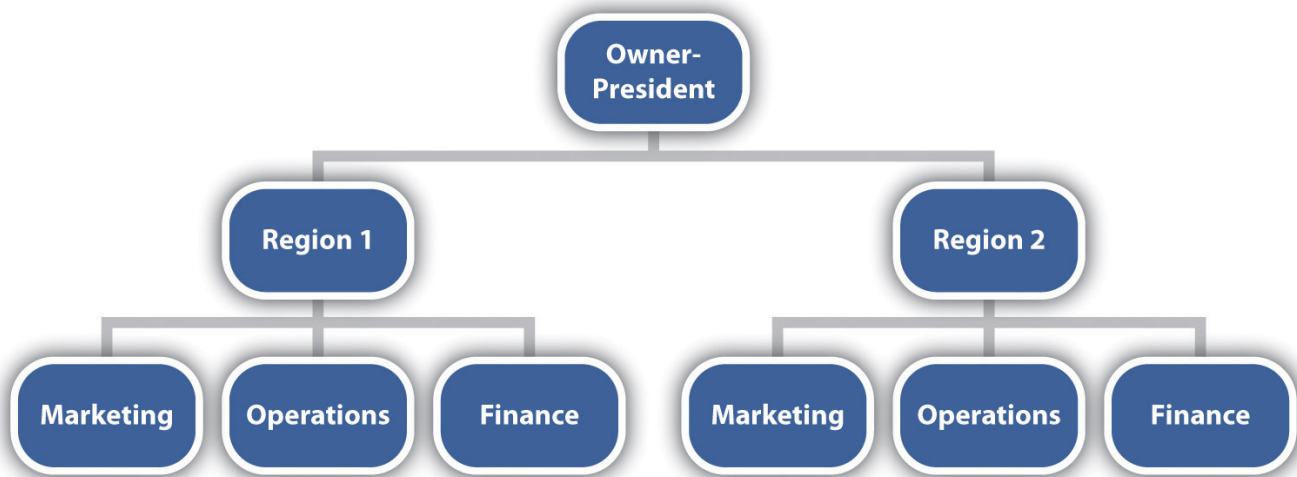 Owner-
President
Region 1
Region 2
Marketing
Operations
Finance
Marketing
Operations
Finance